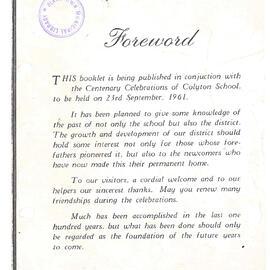 MUNICIPAL LIBRARY
Foreword
THIS booklet is being published in conjuction with
the Centenary Celebrations of Colyton School,
to be held on 23rd September, 1961.
It has been planned to give some knowledge of
the past of not only the school but also the district.
The growth and development of our district should
hold some interest not only for those whose fore-
fathers pioneered it, but also to the newcomers who
have now made this their permanent home.
To our visitors, a cordial welcome and to our
helpers our sincerest thanks. May you renew many
friendships during the celebrations.
Much has been accomplished in the last one
hundred years, but what has been done should only
be regarded as the foundation of the future years
to come.